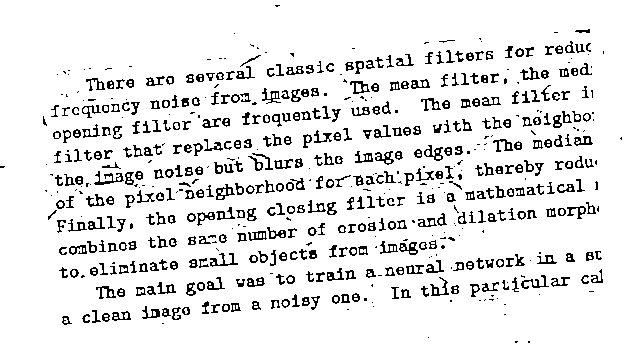 There are several classic spatial filters for reduc
frequency noise from images. The mean filter, the med
opening filter are frequently used. The mean filter i
filter that replaces the pixel values with the neighbo
the image noise but blurs the image edges. The median
of the pixel neighborhood for each pixel, thereby redu
Finally, the opening closing filter is a mathematical
combines the same number of erosion and dilation morph
to eliminate small objects from images.
The main goal was to train a neural network in a su
a clean image from a noisy one. In this particular ca